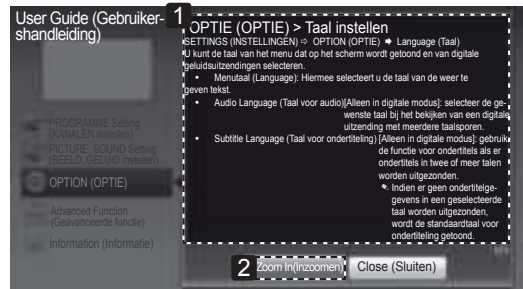 User Guide (Gebruiker-
shandleiding)
1
OPTIE (OPTIE) > Taal instellen
SETTINGS (INSTELLINGEN) ⇨ OPTION (OPTIE) ➧ Language (Taal)
U kunt de taal van het menu dat op het scherm wordt getoond en van digitale
geluidsuitzendingen selecteren.
• Menutaal (Language): Hiermee selecteert u de taal van de weer te
geven tekst.
• Audio Language (Taal voor audio)[Alleen in digitale modus]: selecteer de ge-
wenste taal bij het bekijken van een digitale
uitzending met meerdere taalsporen.
• Subtitle Language (Taal voor ondertiteling) [Alleen in digitale modus]: gebruik
de functie voor ondertitels als er
ondertitels in twee of meer talen
worden uitgezonden.
Indien er geen ondertitelge-
gevens in een geselecteerde
taal worden uitgezonden,
wordt de standaardtaal voor
ondertiteling getoond.
PROGRAMME Setting
(KANALEN instellen)
PICTURE, SOUND Setting
(BEELD, GELUID instellen)
OPTION (OPTIE)
Advanced Function
(Geavanceerde functie)
Information (Informatie)
2
Zoom In(Inzoomen)
Close (Sluiten)